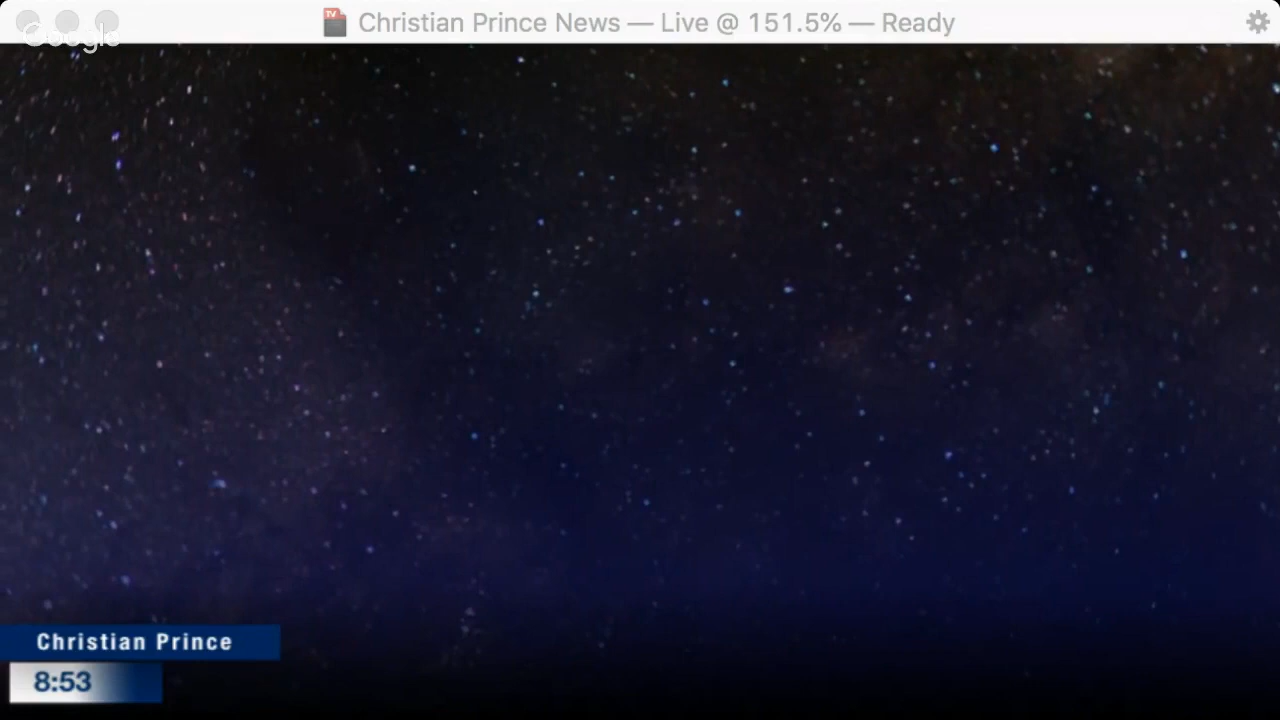 Christian Prince News — Live @ 151.5% — Ready
Google
Christian Prince
8:53